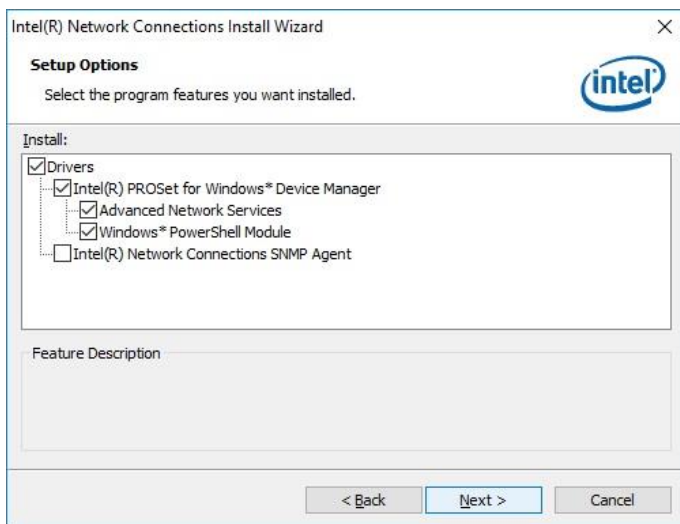 Intel(R) Network Connections Install Wizard
Setup Options
Select the program features you want installed.
intel
Install:
Drivers
Intel(R) PROSet for Windows* Device Manager
Advanced Network Services
Windows* PowerShell Module
Intel(R) Network Connections SNMP Agent
Feature Description
< Back Next > Cancel